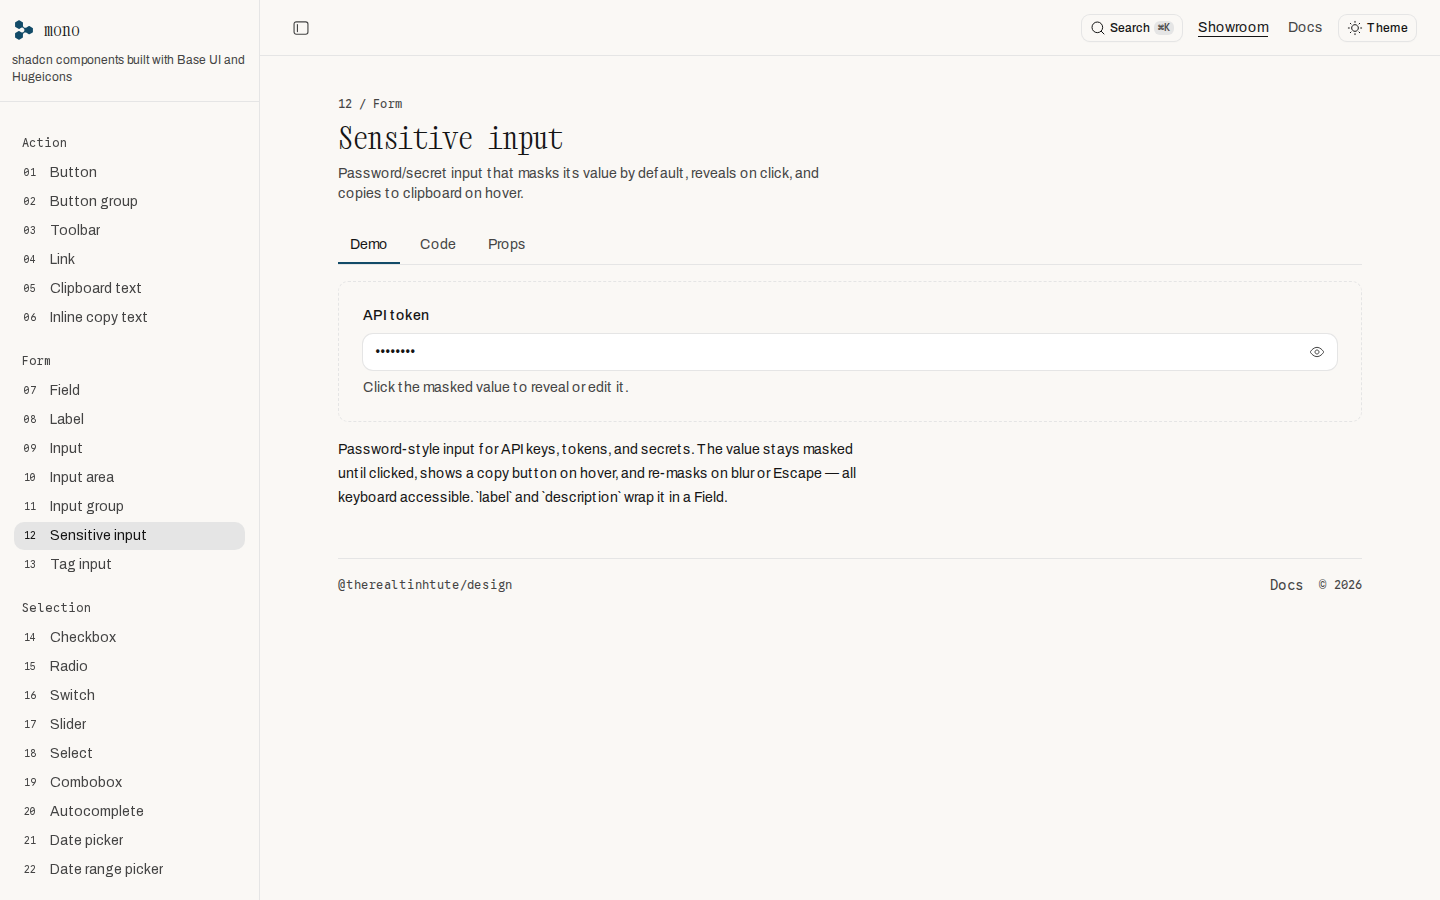 mono
shadcn components built with Base UI and
Hugeicons
Action
01 Button
02 Button group
03 Toolbar
04 Link
05 Clipboard text
06 Inline copy text
Form
07 Field
08 Label
09 Input
10 Input area
11 Input group
12 Sensitive input
13 Tag input
Selection
14 Checkbox
15 Radio
16 Switch
17 Slider
18 Select
19 Combobox
20 Autocomplete
21 Date picker
22 Date range picker
Search ⌘K Showroom Docs Theme
12 / Form
Sensitive input
Password/secret input that masks its value by default, reveals on click, and
copies to clipboard on hover.
Demo Code Props
API token
••••••••
Click the masked value to reveal or edit it.
Password-style input for API keys, tokens, and secrets. The value stays masked
until clicked, shows a copy button on hover, and re-masks on blur or Escape — all
keyboard accessible. `label` and `description` wrap it in a Field.
@therealtinhtute/design
Docs © 2026